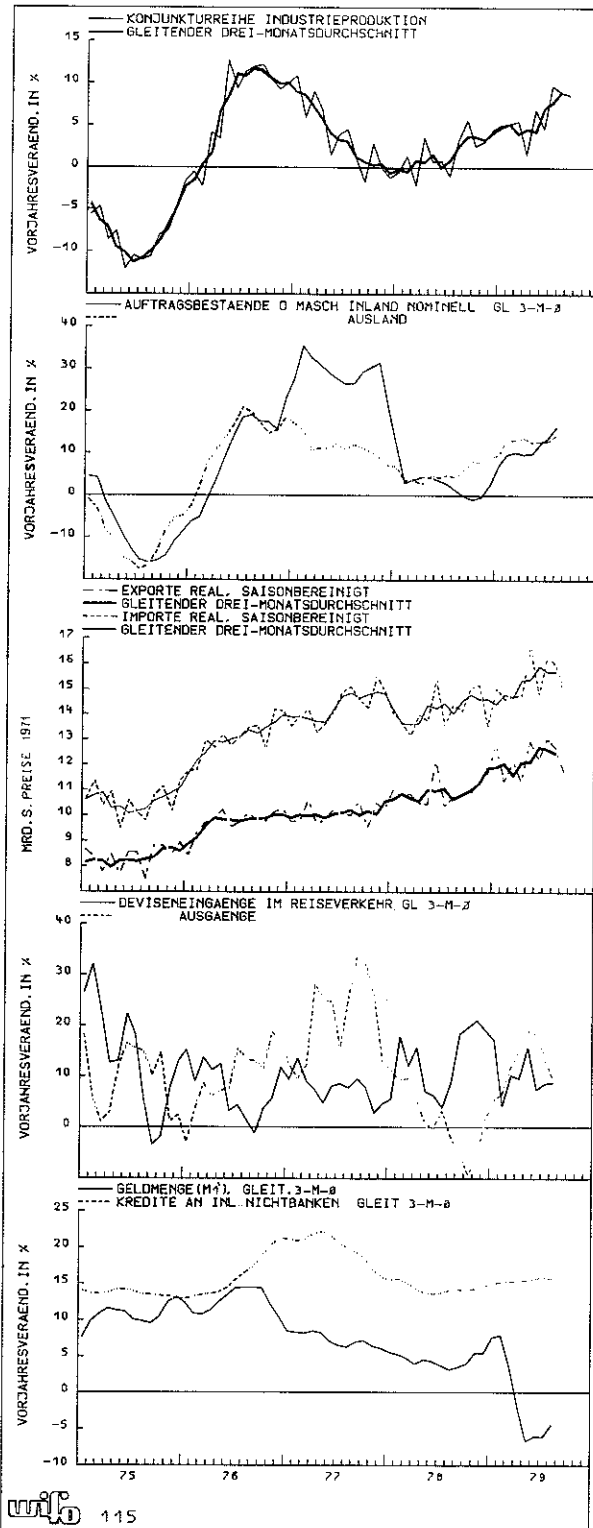 KONJUNKTURREIHE INDUSTRIEPRODUKTION
GLEITENDER DREI-MONATSDURCHSCHNITT
VORJAHRESVERAEND. IN %
15
10
5
0
-5
-10
AUFTRAGSBESTAENDE O MASCH INLAND NOMINELL GL 3-M-Ø
AUSLAND
VORJAHRESVERAEND. IN %
40
30
20
10
0
-10
EXPORTE REAL, SAISONBEREINIGT
GLEITENDER DREI-MONATSDURCHSCHNITT
IMPORTE REAL, SAISONBEREINIGT
GLEITENDER DREI-MONATSDURCHSCHNITT
MRD. S. PREISE 1971
17
16
15
14
13
12
11
10
9
8
7
DEVISENEINGAENGE IM REISEVERKEHR GL 3-M-Ø
AUSGAENGE
VORJAHRESVERAEND. IN %
40
30
20
10
0
GELDMENGE(M1), GLEIT.3-M-Ø
KREDITE AN INL. NICHTBANKEN GLEIT 3-M-Ø
VORJAHRESVERAEND. IN %
25
20
15
10
5
0
-5
-10
75 76 77 78 79
wifo 115